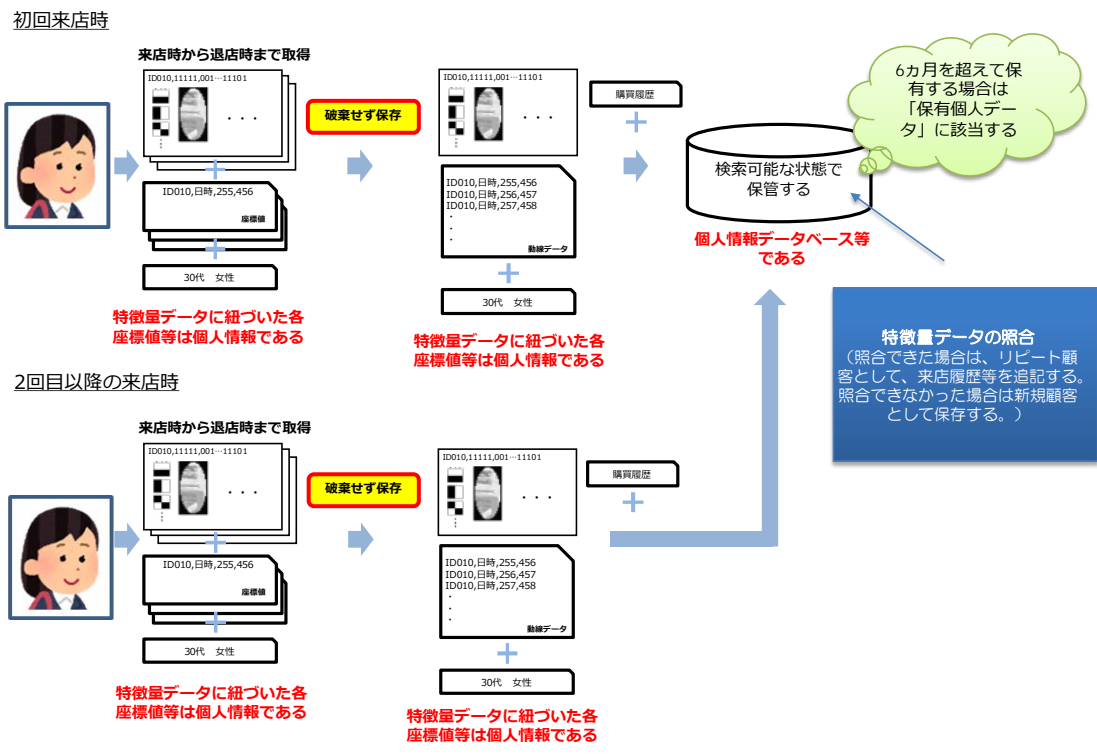 初回来店時
来店時から退店時まで取得
ID010,11111,001…11101
・・・
ID010,日時,255,456
座標値
30代　女性
特徴量データに紐づいた各
座標値等は個人情報である
破棄せず保存
ID010,11111,001…11101
・・・
ID010,日時,255,456
ID010,日時,256,457
ID010,日時,257,458
・
・
・
動線データ
30代　女性
特徴量データに紐づいた各
座標値等は個人情報である
購買履歴
検索可能な状態で
保管する
個人情報データベース等
である
6ヵ月を超えて保
有する場合は
「保有個人デー
タ」に該当する
特徴量データの照合
（照合できた場合は、リピート顧
客として、来店履歴等を追記する。
照合できなかった場合は新規顧客
として保存する。）
2回目以降の来店時
来店時から退店時まで取得
ID010,11111,001…11101
・・・
ID010,日時,255,456
座標値
30代　女性
特徴量データに紐づいた各
座標値等は個人情報である
破棄せず保存
ID010,11111,001…11101
・・・
ID010,日時,255,456
ID010,日時,256,457
ID010,日時,257,458
・
・
・
動線データ
30代　女性
特徴量データに紐づいた各
座標値等は個人情報である
購買履歴